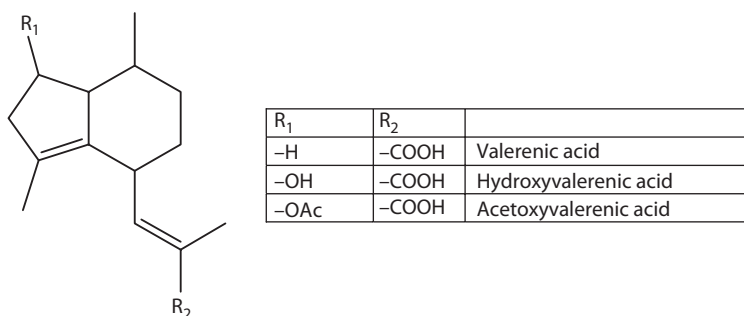 R₁
R₂
R₁ R₂
–H –COOH Valerenic acid
–OH –COOH Hydroxyvalerenic acid
–OAc –COOH Acetoxyvalerenic acid